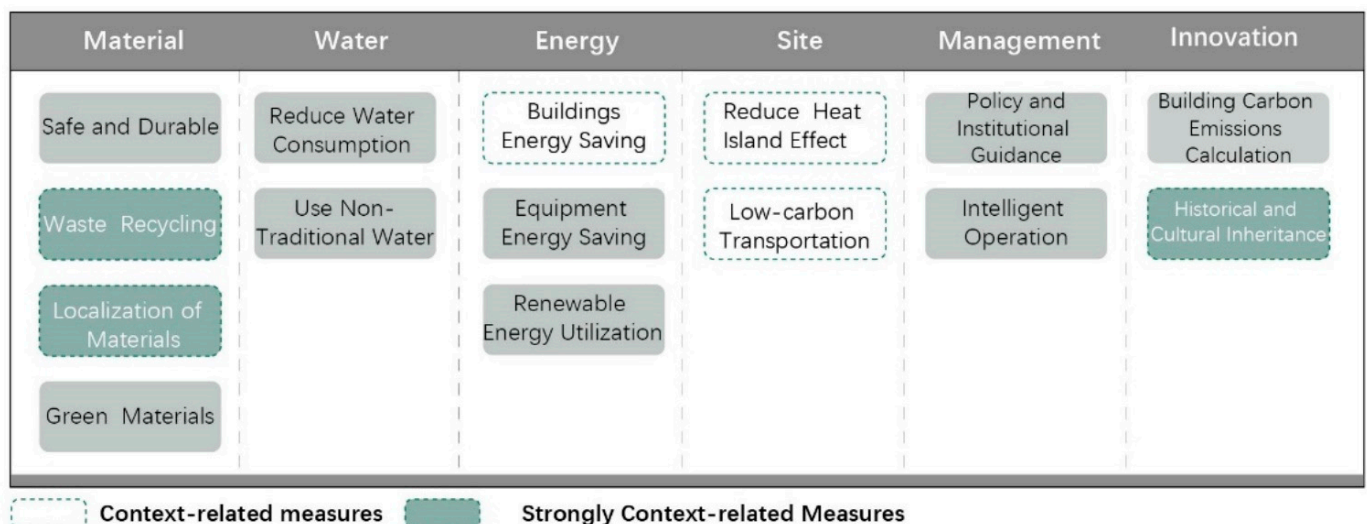 Material
Water
Energy
Site
Management
Innovation
Safe and Durable
Waste Recycling
Localization of
Materials
Green Materials
Reduce Water
Consumption
Use Non-
Traditional Water
Buildings
Energy Saving
Equipment
Energy Saving
Renewable
Energy Utilization
Reduce Heat
Island Effect
Low-carbon
Transportation
Policy and
Institutional
Guidance
Intelligent
Operation
Building Carbon
Emissions
Calculation
Historical and
Cultural Inheritance
Context-related measures
Strongly Context-related Measures